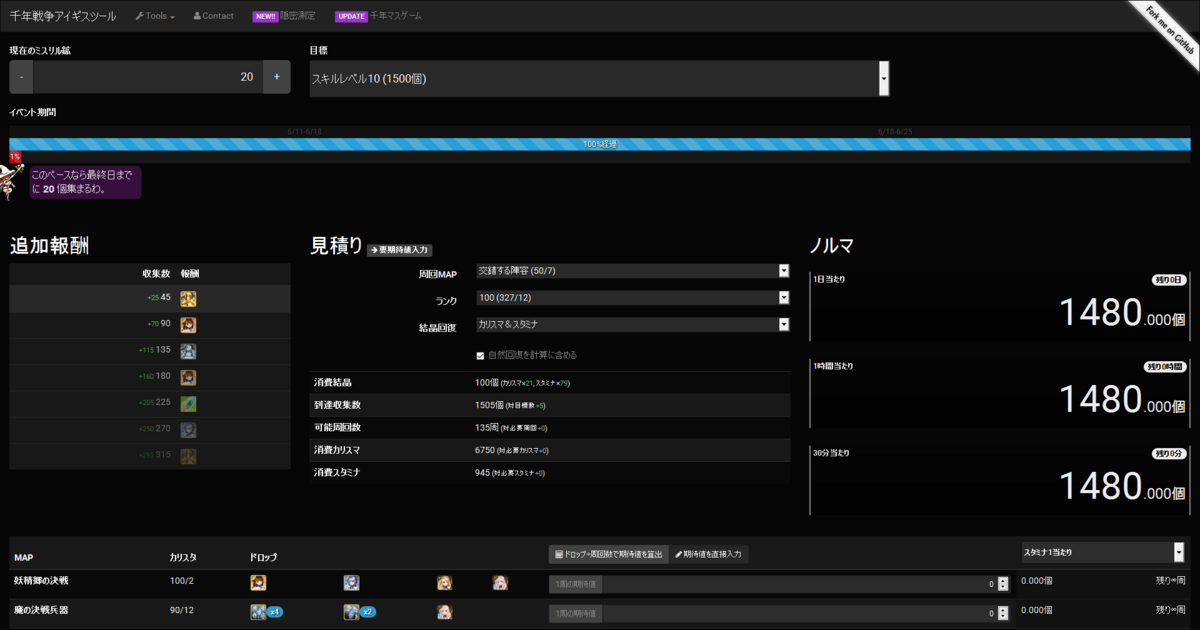 千年戦争アイギスツール Tools Contact NEW!! 隠密測定 UPDATE 千年マスゲーム
Fork me on GitHub
現在のミスリル鉱
- 20 +
目標
スキルレベル10 (1500個)
イベント期間
6/11-6/18 6/18-6/25
100%経過
1%
このペースなら最終日まで
に 20 個集まるわ。
追加報酬
収集数 報酬
+25 45
+70 90
+115 135
+160 180
+205 225
+250 270
+295 315
見積り 要期待値入力
周回MAP 交錯する陣容 (50/7)
ランク 100 (327/12)
結晶回復 カリスマ&スタミナ
自然回復を計算に含める
消費結晶 100個 (カリスマ×21, スタミナ×79)
到達収集数 1505個 (対目標数+5)
可能周回数 135周 (対必要周回+0)
消費カリスマ 6750 (対必要カリスマ+0)
消費スタミナ 945 (対必要スタミナ+0)
ノルマ
1日当たり 残り0日
1480.000個
1時間当たり 残り0時間
1480.000個
30分当たり 残り0分
1480.000個
MAP カリスタ ドロップ ドロップ÷周回数で期待値を算出 期待値を直接入力 スタミナ1当たり
妖精郷の決戦 100/2 1周の期待値 0 0.000個 残り∞周
魔の決戦兵器 90/12 x4 x2 1周の期待値 0 0.000個 残り∞周